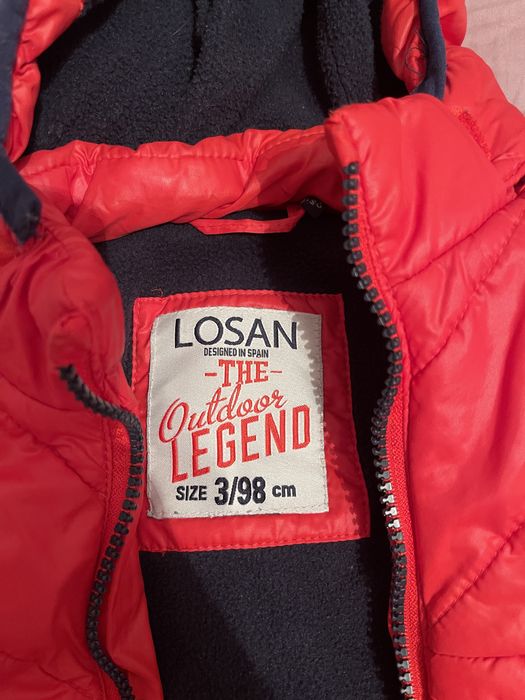 LOSAN
DESIGNED IN SPAIN
-THE-
Outdoor
LEGEND
SIZE 3/98 cm